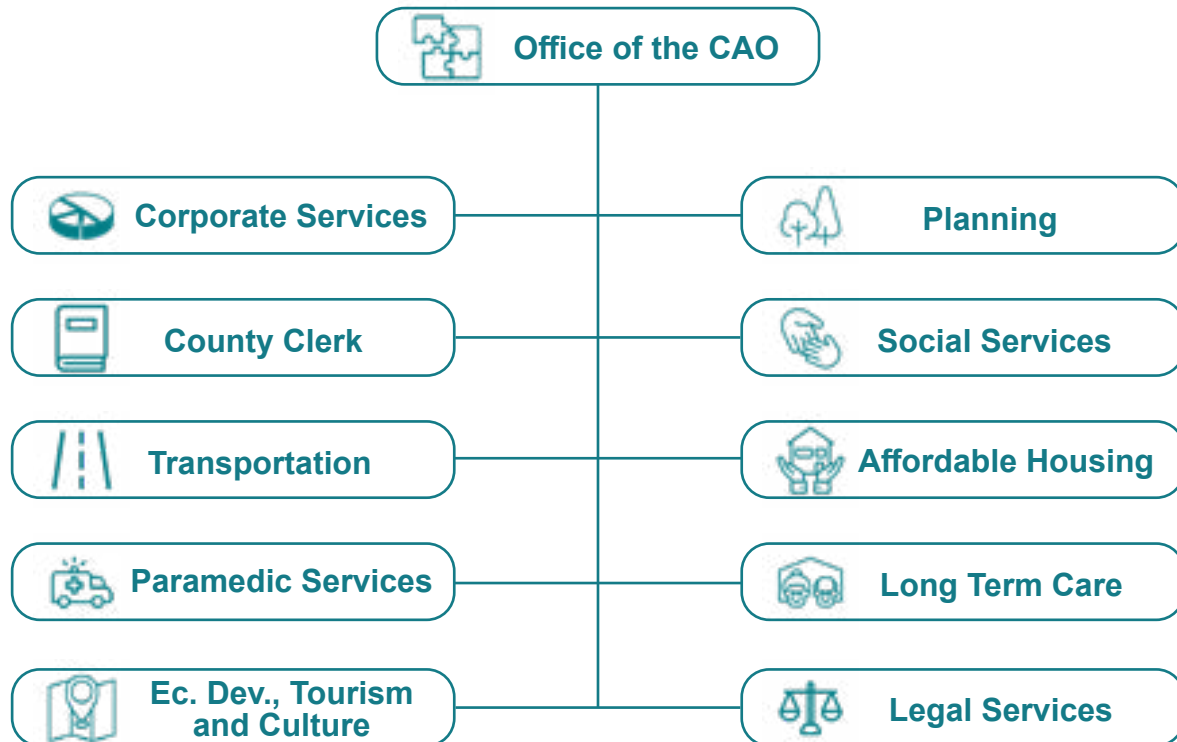 Office of the CAO
Corporate Services
Planning
County Clerk
Social Services
Transportation
Affordable Housing
Paramedic Services
Long Term Care
Ec. Dev., Tourism
and Culture
Legal Services